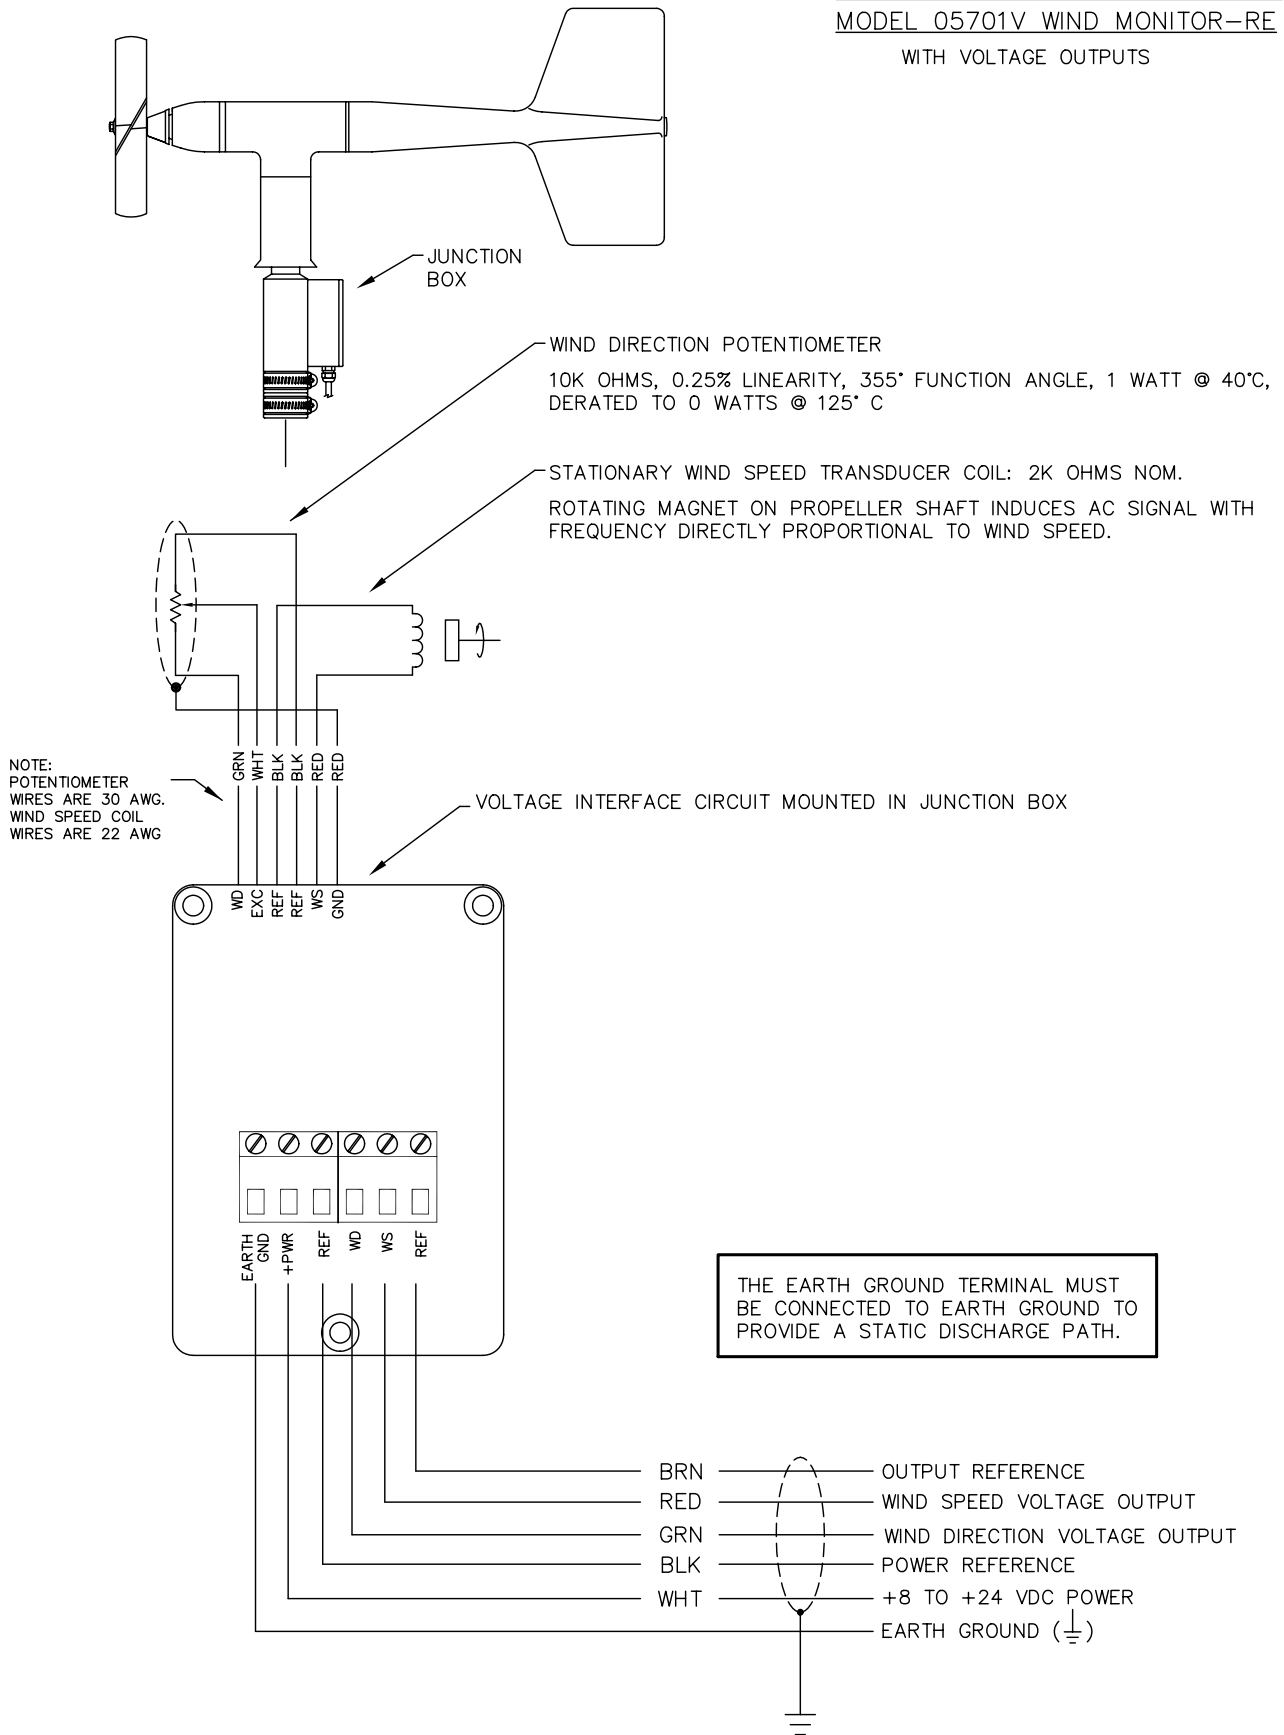 MODEL 05701V WIND MONITOR-RE
WITH VOLTAGE OUTPUTS
JUNCTION
BOX
WIND DIRECTION POTENTIOMETER
10K OHMS, 0.25% LINEARITY, 355° FUNCTION ANGLE, 1 WATT @ 40°C,
DERATED TO 0 WATTS @ 125° C
STATIONARY WIND SPEED TRANSDUCER COIL: 2K OHMS NOM.
ROTATING MAGNET ON PROPELLER SHAFT INDUCES AC SIGNAL WITH
FREQUENCY DIRECTLY PROPORTIONAL TO WIND SPEED.
GRN
WHT
BLK
BLK
RED
RED
NOTE:
POTENTIOMETER
WIRES ARE 30 AWG.
WIND SPEED COIL
WIRES ARE 22 AWG
VOLTAGE INTERFACE CIRCUIT MOUNTED IN JUNCTION BOX
WD
EXC
REF
REF
WS
GND
EARTH
GND
+PWR
REF
WD
WS
REF
THE EARTH GROUND TERMINAL MUST
BE CONNECTED TO EARTH GROUND TO
PROVIDE A STATIC DISCHARGE PATH.
BRN OUTPUT REFERENCE
RED WIND SPEED VOLTAGE OUTPUT
GRN WIND DIRECTION VOLTAGE OUTPUT
BLK POWER REFERENCE
WHT +8 TO +24 VDC POWER
EARTH GROUND (⏚)